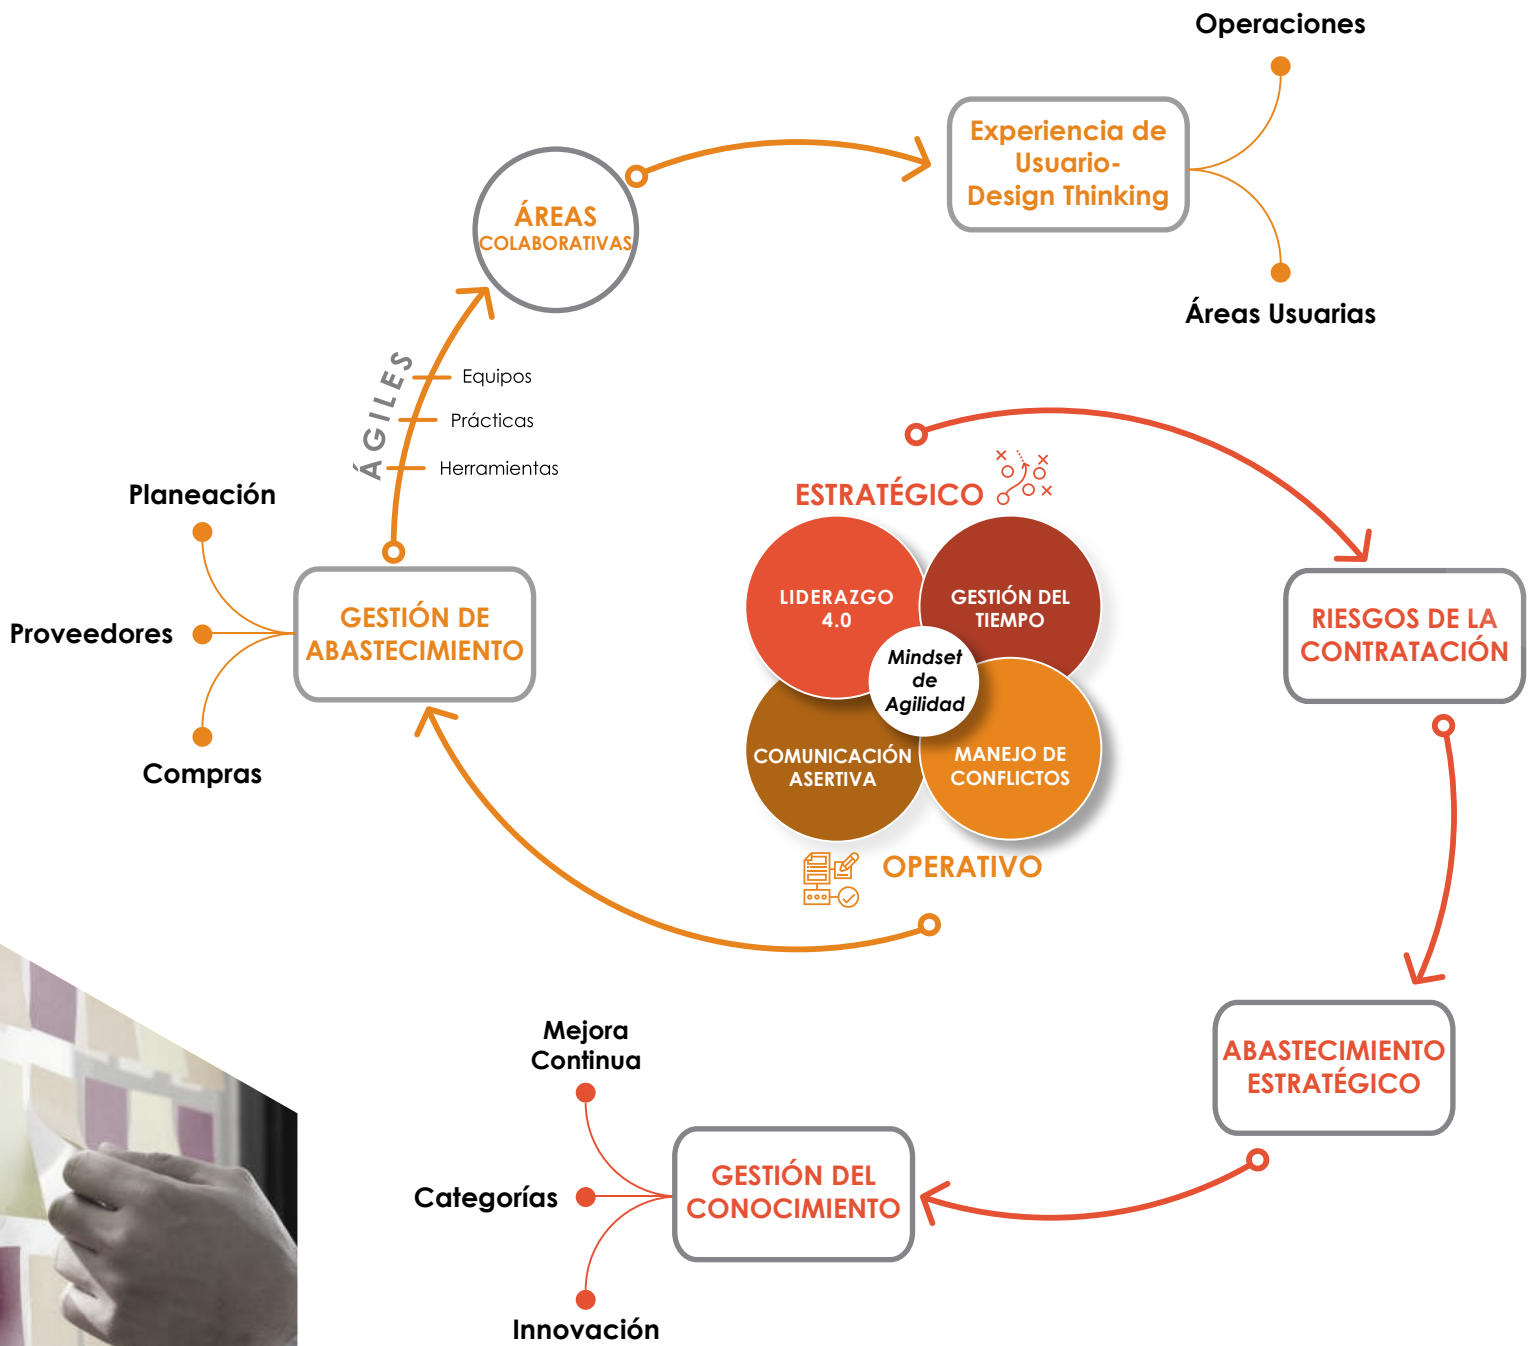 Operaciones
Experiencia de
Usuario-
Design Thinking
Áreas Usuarias
ÁREAS
COLABORATIVAS
ÁGILES
Equipos
Prácticas
Herramientas
Planeación
Proveedores
Compras
GESTIÓN DE
ABASTECIMIENTO
ESTRATÉGICO
LIDERAZGO
4.0
GESTIÓN DEL
TIEMPO
Mindset
de
Agilidad
COMUNICACIÓN
ASERTIVA
MANEJO DE
CONFLICTOS
OPERATIVO
RIESGOS DE LA
CONTRATACIÓN
ABASTECIMIENTO
ESTRATÉGICO
GESTIÓN DEL
CONOCIMIENTO
Mejora
Continua
Categorías
Innovación